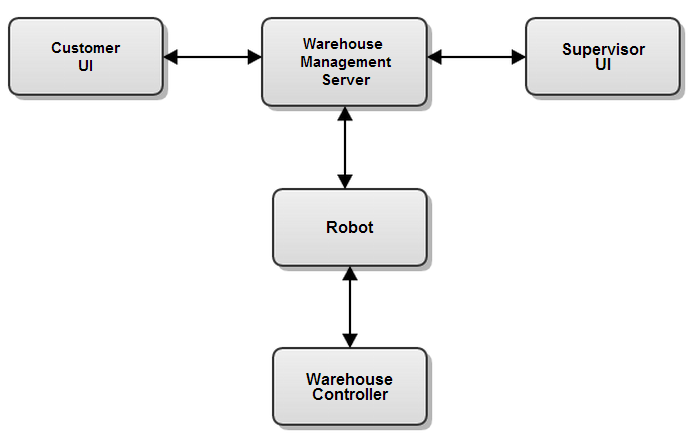 Customer
UI
Warehouse
Management
Server
Supervisor
UI
Robot
Warehouse
Controller